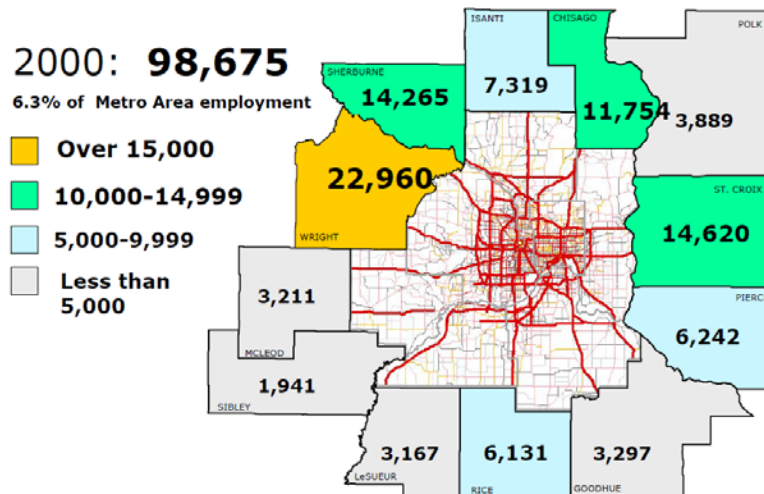 2000: 98,675
6.3% of Metro Area employment
Over 15,000
10,000-14,999
5,000-9,999
Less than
5,000
ISANTI
7,319
CHISAGO
11,754
POLK
3,889
SHERBURNE
14,265
22,960
WRIGHT
ST. CROIX
14,620
PIERC
6,242
3,211
MCLEOD
1,941
SIBLEY
3,167
LeSUEUR
6,131
RICE
3,297
GOODHUE